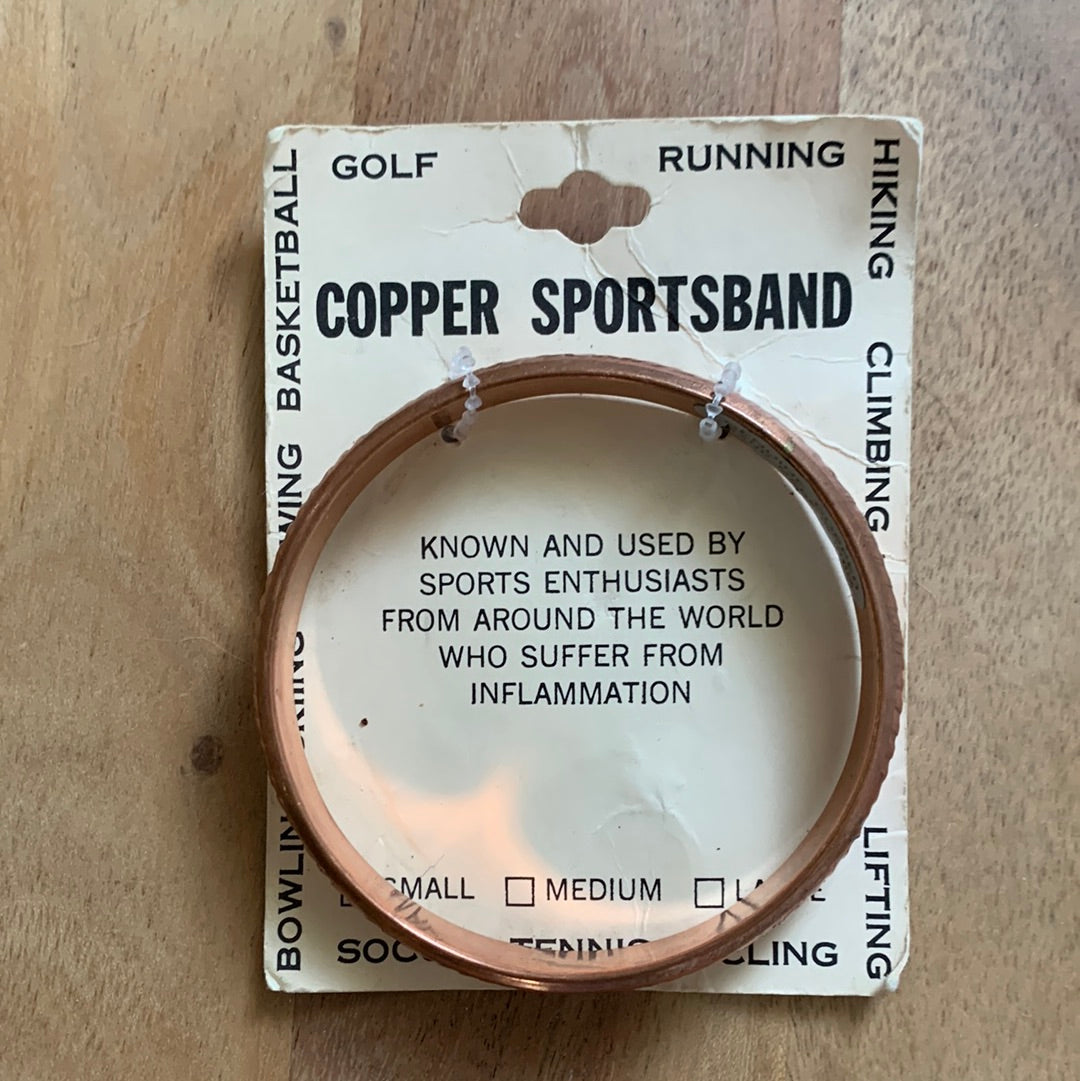 GOLF RUNNING
COPPER SPORTSBAND
KNOWN AND USED BY
SPORTS ENTHUSIASTS
FROM AROUND THE WORLD
WHO SUFFER FROM
INFLAMMATION
SMALL MEDIUM
TENNIS
BASKETBALL
HIKING
CLIMBING
LIFTING